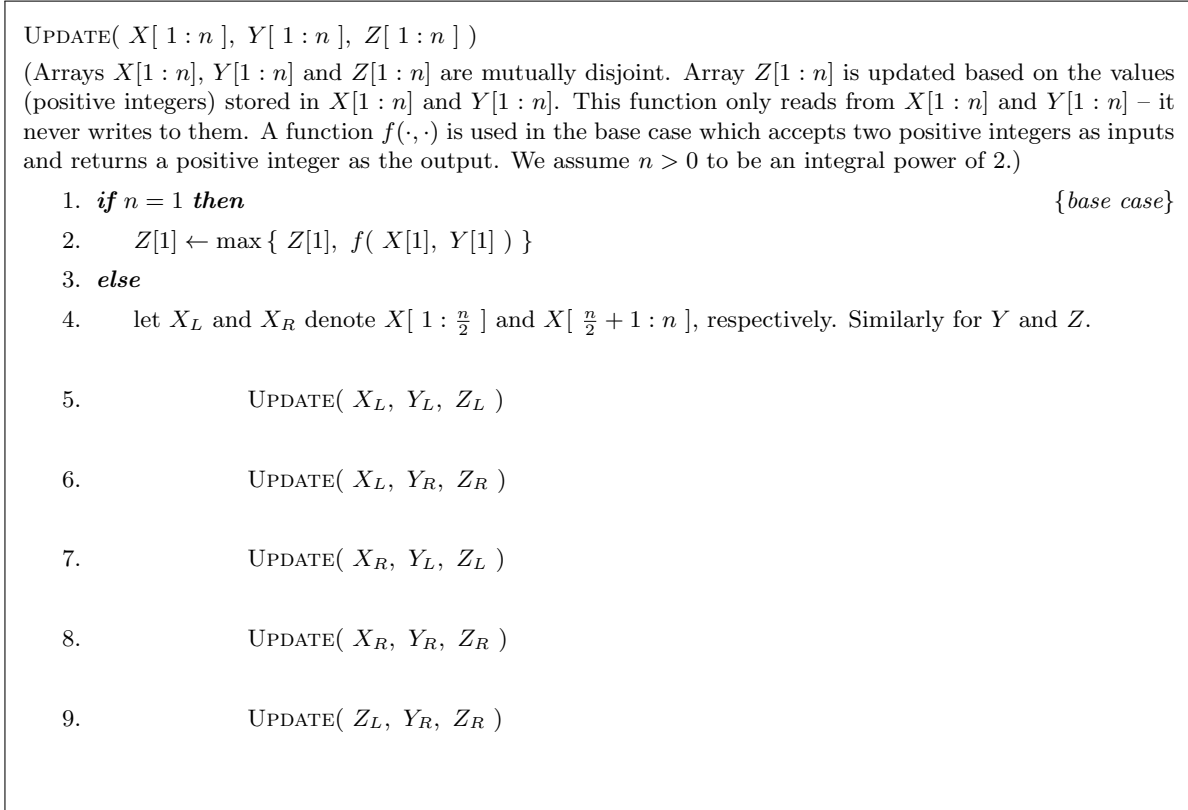 UPDATE( X[ 1 : n ], Y[ 1 : n ], Z[ 1 : n ] )
(Arrays X[1 : n], Y[1 : n] and Z[1 : n] are mutually disjoint. Array Z[1 : n] is updated based on the values
(positive integers) stored in X[1 : n] and Y[1 : n]. This function only reads from X[1 : n] and Y[1 : n] – it
never writes to them. A function f(·, ·) is used in the base case which accepts two positive integers as inputs
and returns a positive integer as the output. We assume n > 0 to be an integral power of 2.)
1. if n = 1 then {base case}
2. Z[1] ← max { Z[1], f( X[1], Y[1] ) }
3. else
4. let X_L and X_R denote X[ 1 : n/2 ] and X[ n/2 + 1 : n ], respectively. Similarly for Y and Z.
5. UPDATE( X_L, Y_L, Z_L )
6. UPDATE( X_L, Y_R, Z_R )
7. UPDATE( X_R, Y_L, Z_L )
8. UPDATE( X_R, Y_R, Z_R )
9. UPDATE( Z_L, Y_R, Z_R )